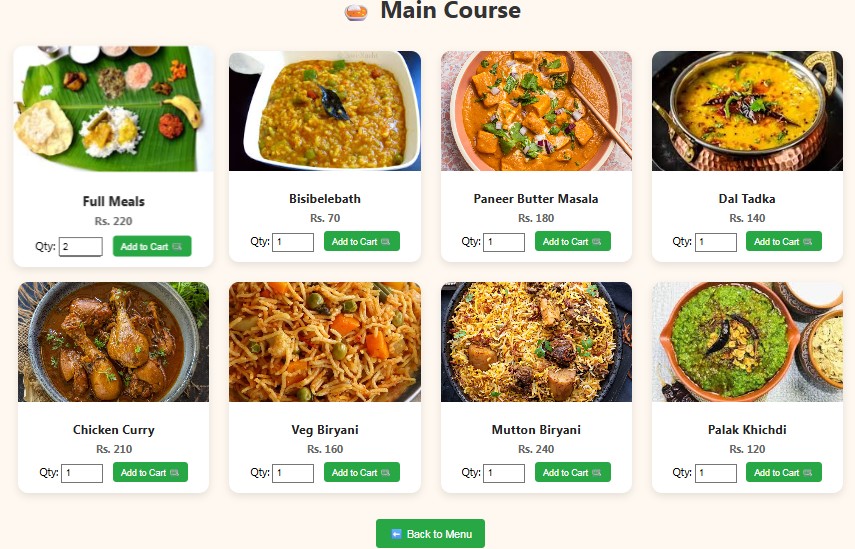 Main Course
Full Meals
Rs. 220
Qty: 2 Add to Cart
Bisibelebath
Rs. 70
Qty: 1 Add to Cart
Paneer Butter Masala
Rs. 180
Qty: 1 Add to Cart
Dal Tadka
Rs. 140
Qty: 1 Add to Cart
Chicken Curry
Rs. 210
Qty: 1 Add to Cart
Veg Biryani
Rs. 160
Qty: 1 Add to Cart
Mutton Biryani
Rs. 240
Qty: 1 Add to Cart
Palak Khichdi
Rs. 120
Qty: 1 Add to Cart
Back to Menu